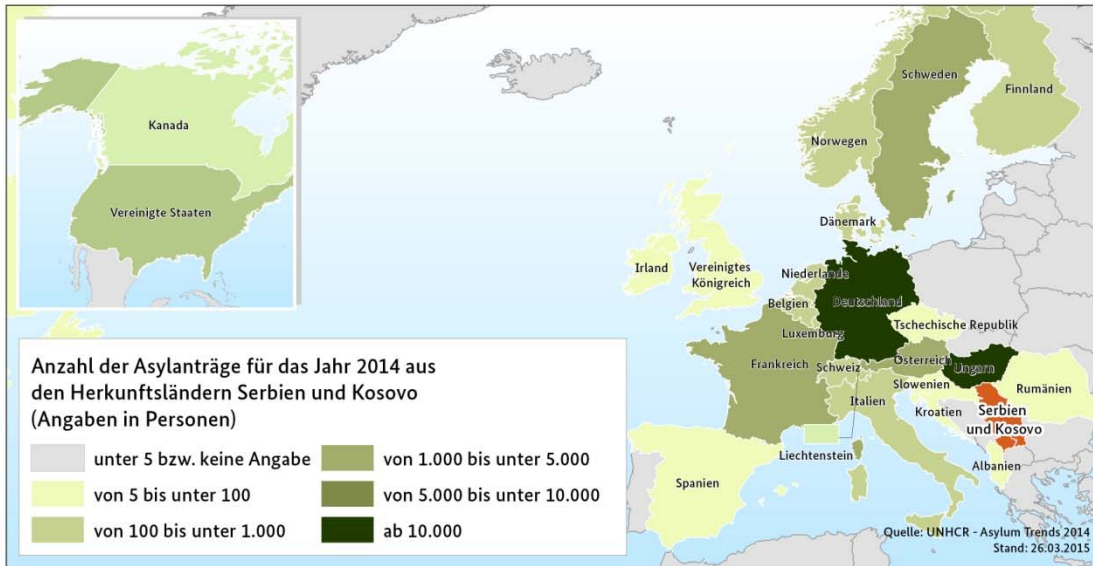 Kanada
Vereinigte Staaten
Schweden
Finnland
Norwegen
Dänemark
Irland
Vereinigtes
Königreich
Niederlande
Deutschland
Belgien
Tschechische Republik
Luxemburg
Frankreich
Schweiz
Österreich
Ungarn
Slowenien
Rumänien
Italien
Kroatien
Serbien
und Kosovo
Liechtenstein
Albanien
Spanien
Anzahl der Asylanträge für das Jahr 2014 aus
den Herkunftsländern Serbien und Kosovo
(Angaben in Personen)
unter 5 bzw. keine Angabe
von 5 bis unter 100
von 100 bis unter 1.000
von 1.000 bis unter 5.000
von 5.000 bis unter 10.000
ab 10.000
Quelle: UNHCR - Asylum Trends 2014
Stand: 26.03.2015